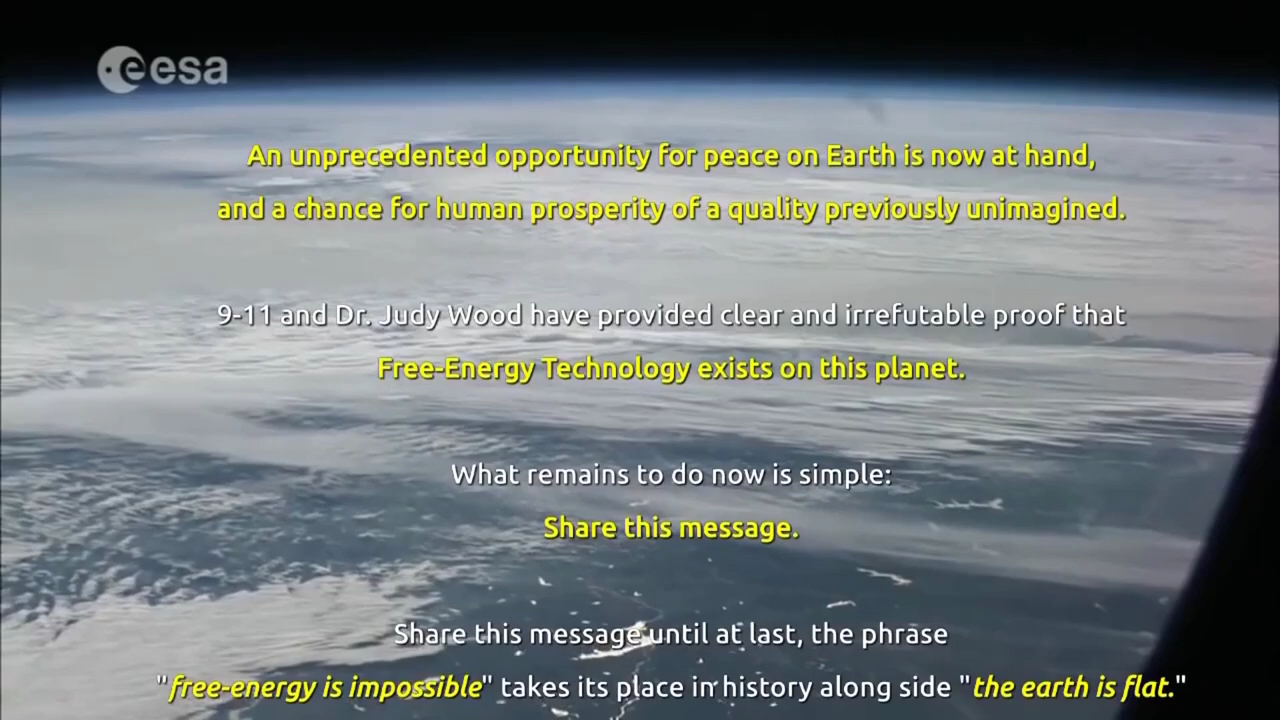 esa
An unprecedented opportunity for peace on Earth is now at hand,
and a chance for human prosperity of a quality previously unimagined.
9-11 and Dr. Judy Wood have provided clear and irrefutable proof that
Free-Energy Technology exists on this planet.
What remains to do now is simple:
Share this message.
Share this message until at last, the phrase
"free-energy is impossible" takes its place in history along side "the earth is flat."